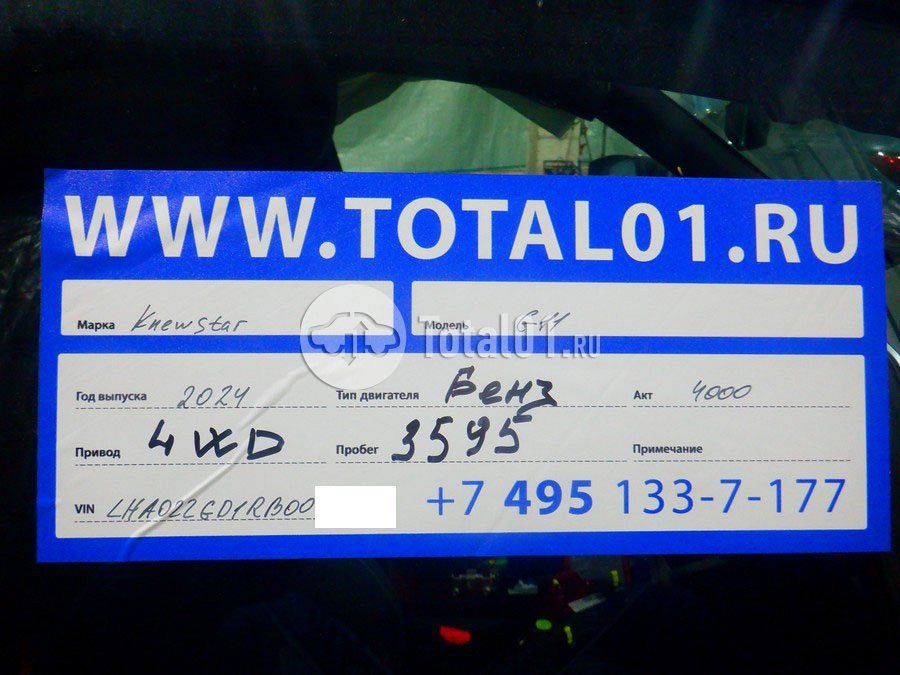 WWW.TOTAL01.RU
Марка Knewstar Модель
Total01.RU
Год выпуска 2024 Тип двигателя Бенз Акт 4000
Привод 4WD Пробег 3595 Примечание
VIN LHA022GD1RB00 +7 495 133-7-177